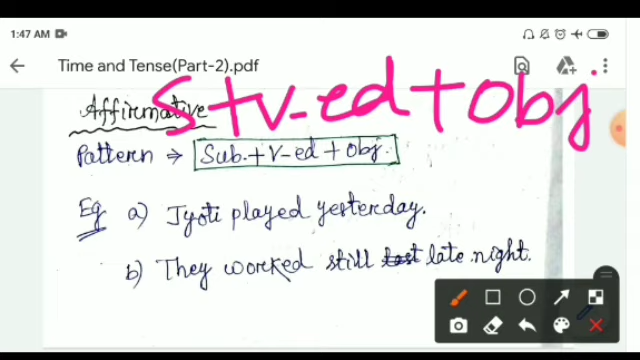 1:47 AM
Time and Tense(Part-2).pdf
S+v-ed+obj
Affirmative
Pattern → Sub.+V-ed+Obj.
Eg a) Jyoti played yesterday.
b) They worked still late night.